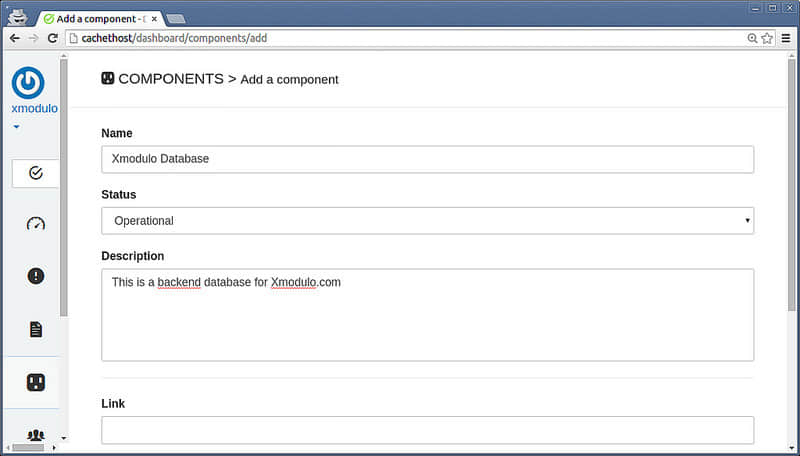 Add a component - D
cachethost/dashboard/components/add
xmodulo
COMPONENTS > Add a component
Name
Xmodulo Database
Status
Operational
Description
This is a backend database for Xmodulo.com
Link